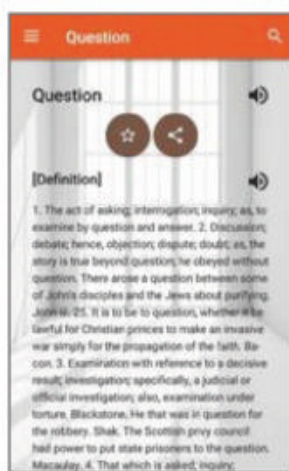 Question
Question
[Definition]
1. The act of asking; interrogation; inquiry; as, to
examine by question and answer. 2. Discussion;
debate; hence, objection; dispute; doubt; as, the
story is true beyond question; he obeyed without
question. There arose a question between some
of John's disciples and the Jews about purifying.
John iii. 25. It is to be to question, whether it be
lawful for Christian princes to make an invasive
war simply for the propagation of the faith. Ba-
con. 3. Examination with reference to a decisive
result; investigation; specifically, a judicial or
official investigation; also, examination under
torture. Blackstone. He that was in question for
the robbery. Shak. The Scottish privy council
had power to put state prisoners to the question.
Macaulay. 4. That which is asked; inquiry;